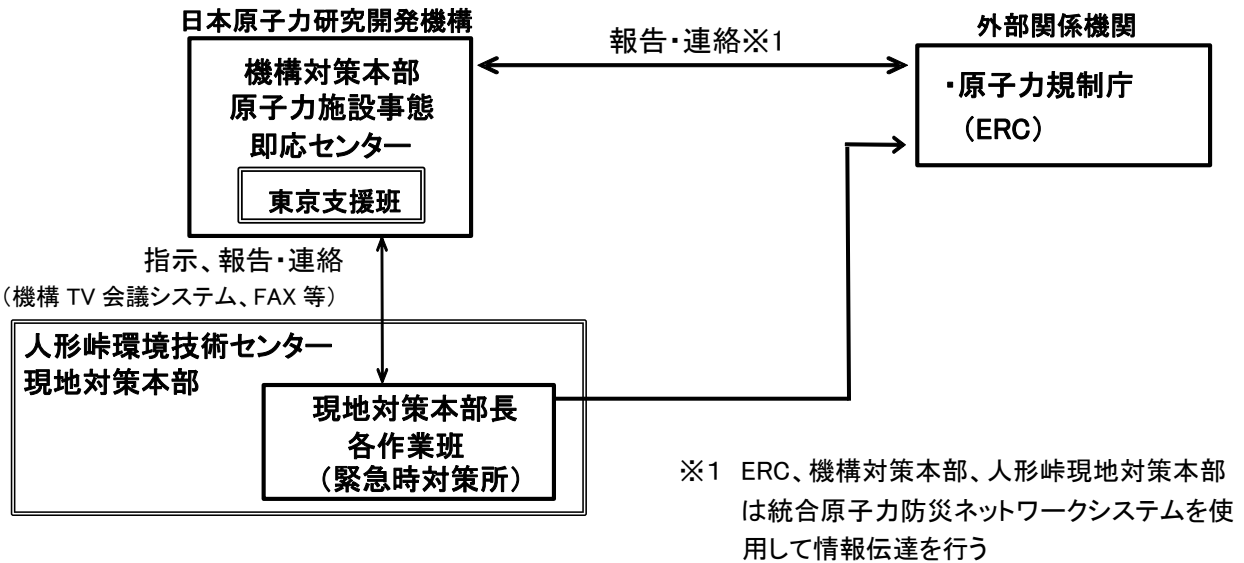 日本原子力研究開発機構
機構対策本部
原子力施設事態
即応センター
東京支援班
報告・連絡※1
外部関係機関
・原子力規制庁
（ERC）
指示、報告・連絡
（機構 TV 会議システム、FAX 等）
人形峠環境技術センター
現地対策本部
現地対策本部長
各作業班
（緊急時対策所）
※1 ERC、機構対策本部、人形峠現地対策本部
は統合原子力防災ネットワークシステムを使
用して情報伝達を行う